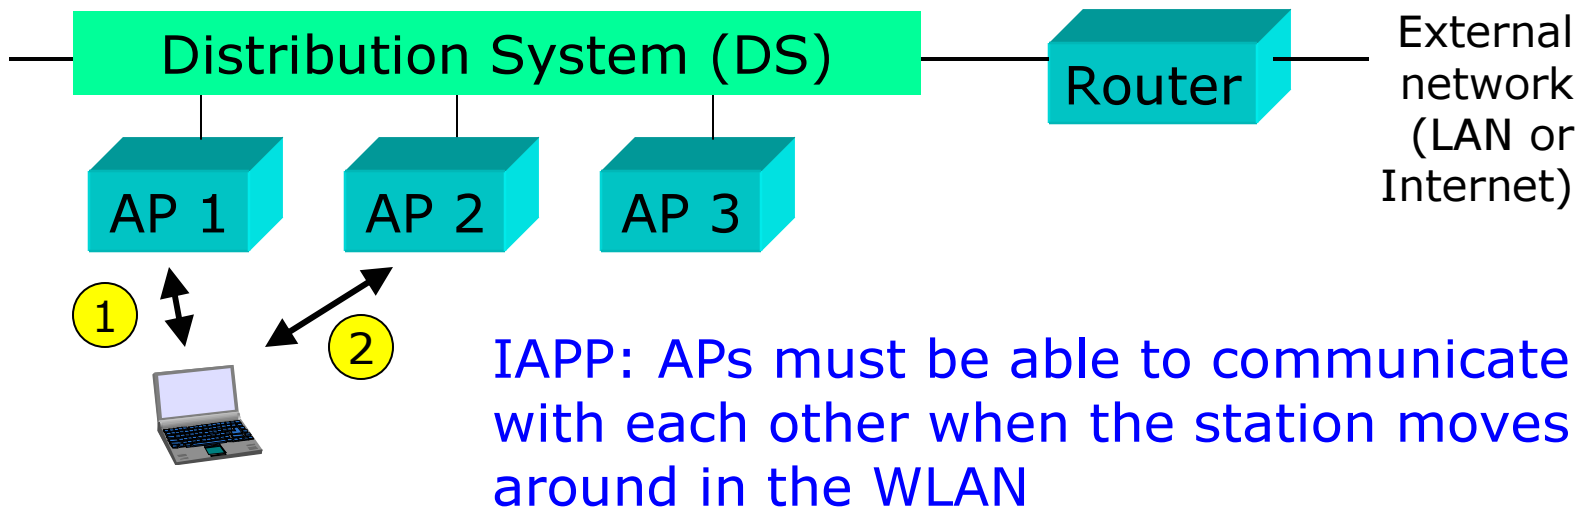 Distribution System (DS)
Router
External
network
(LAN or
Internet)
AP 1
AP 2
AP 3
1
2
IAPP: APs must be able to communicate
with each other when the station moves
around in the WLAN